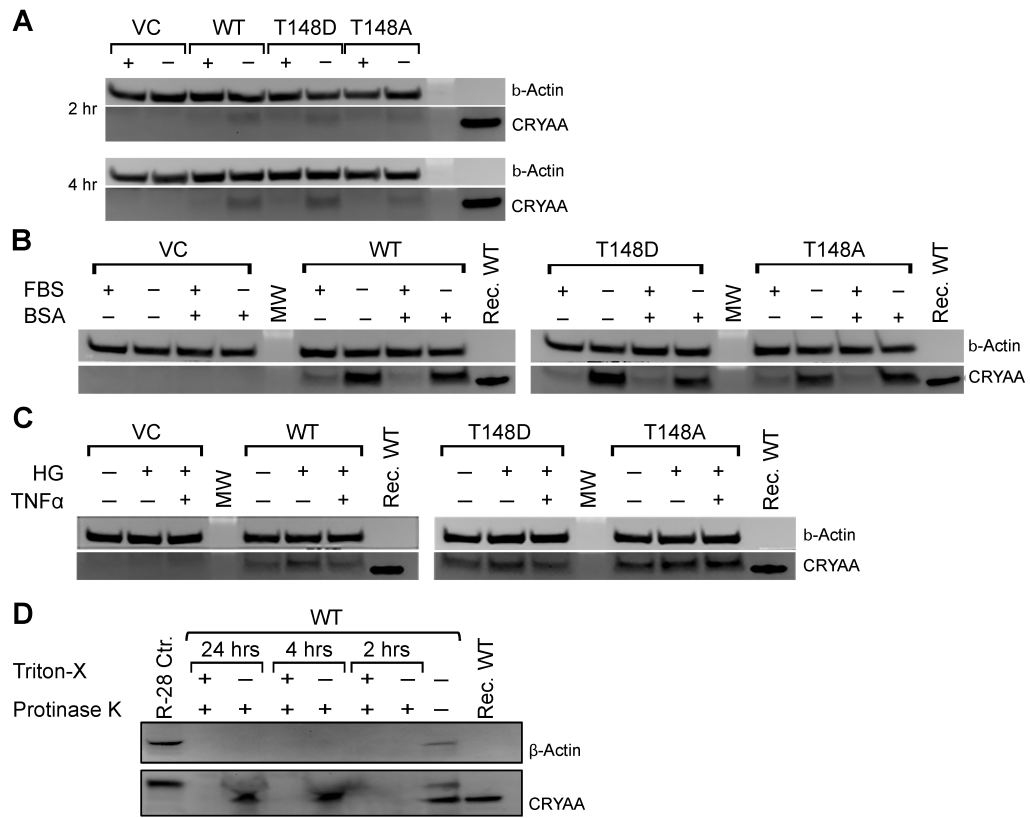 A
VC WT T148D T148A
+ – + – + – + –
b-Actin
2 hr
CRYAA
b-Actin
4 hr
CRYAA
B
VC MW WT Rec. WT T148D MW T148A Rec. WT
FBS + – + – + – + – + – + – + – + –
BSA – – + + – – + + – – + + – – + +
b-Actin
CRYAA
C
VC MW WT Rec. WT T148D MW T148A Rec. WT
HG – + + – + + – + + – + +
TNFα – – + – – + – – + – – +
b-Actin
CRYAA
D
R-28 Ctr. WT Rec. WT
24 hrs 4 hrs 2 hrs
Triton-X + – + – + – –
Protinase K + + + + + + –
β-Actin
CRYAA